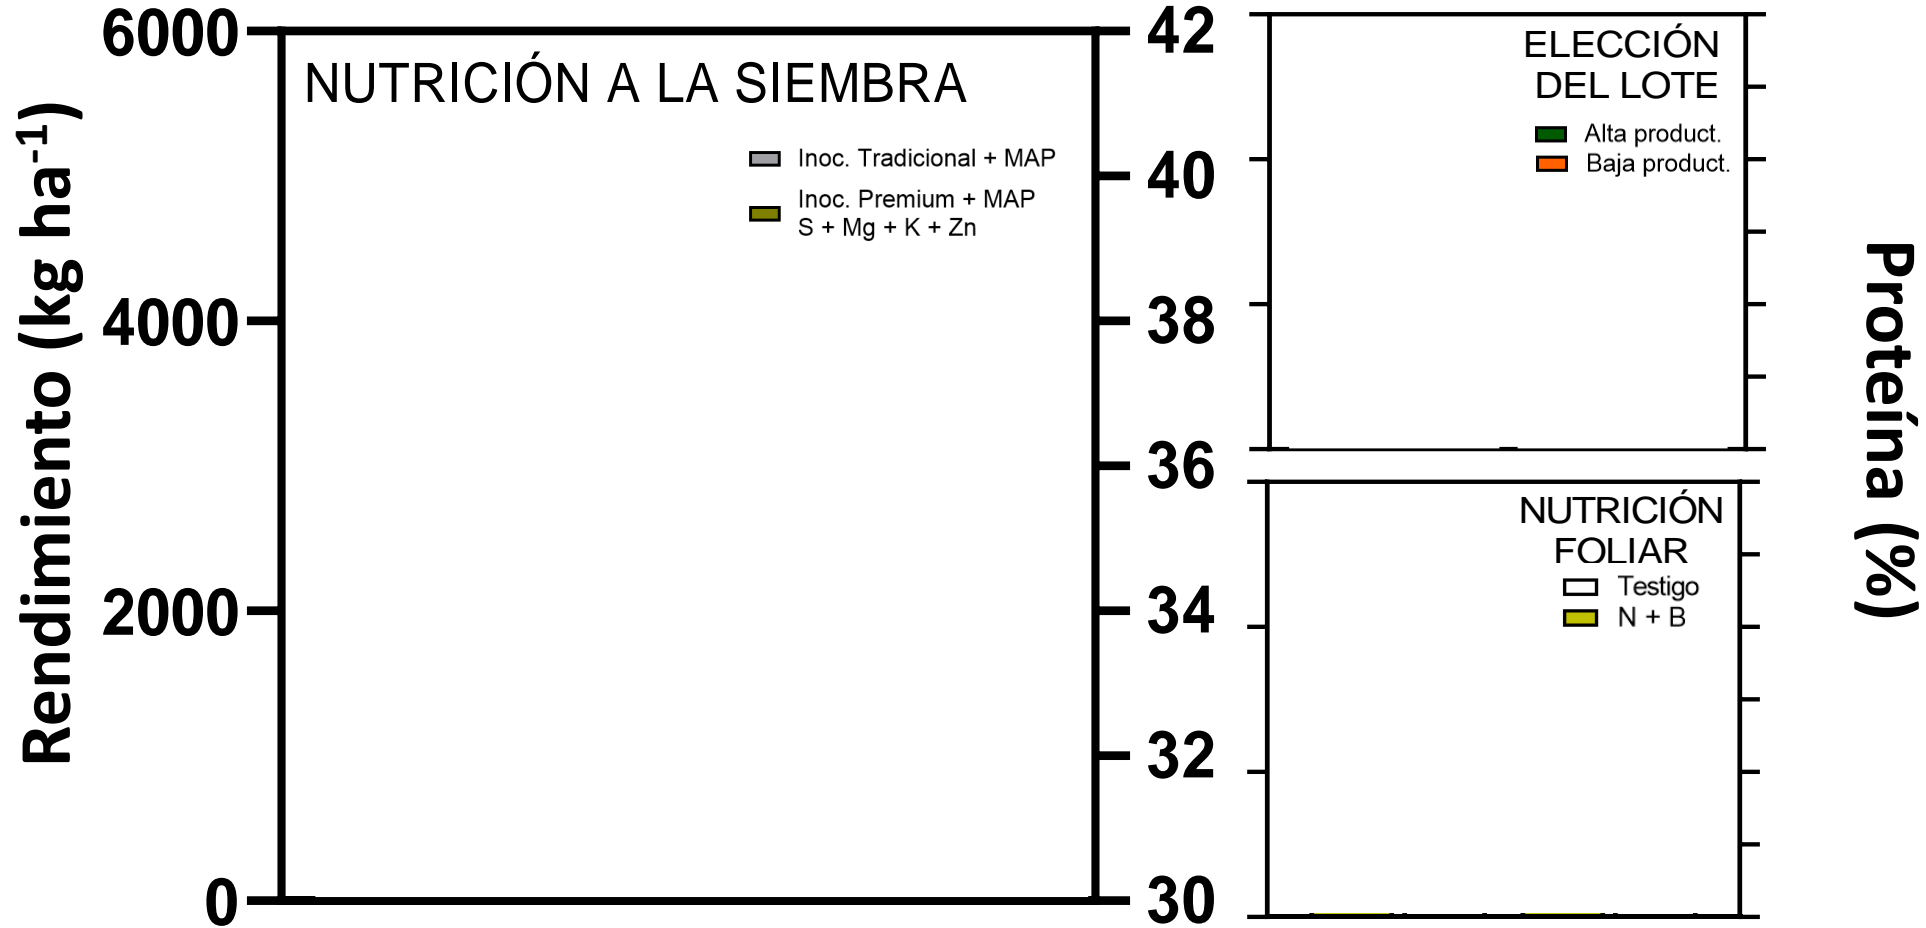 Rendimiento (kg ha-1)
6000
4000
2000
0
NUTRICIÓN A LA SIEMBRA
Inoc. Tradicional + MAP
Inoc. Premium + MAP
S + Mg + K + Zn
42
40
38
36
34
32
30
ELECCIÓN
DEL LOTE
Alta product.
Baja product.
NUTRICIÓN
FOLIAR
Testigo
N + B
Proteína (%)